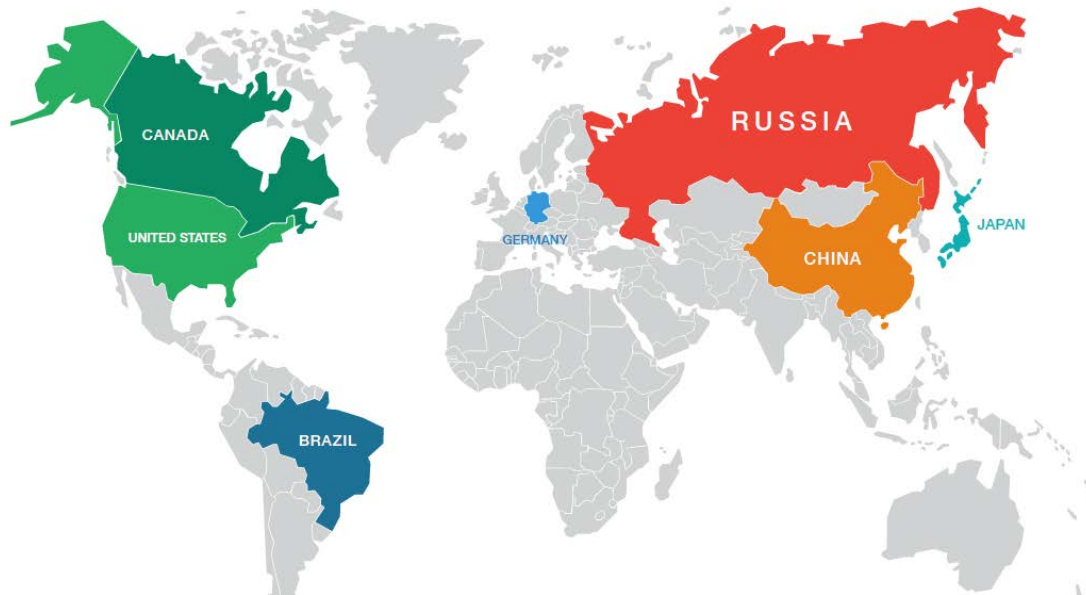 CANADA
RUSSIA
UNITED STATES
GERMANY
JAPAN
CHINA
BRAZIL